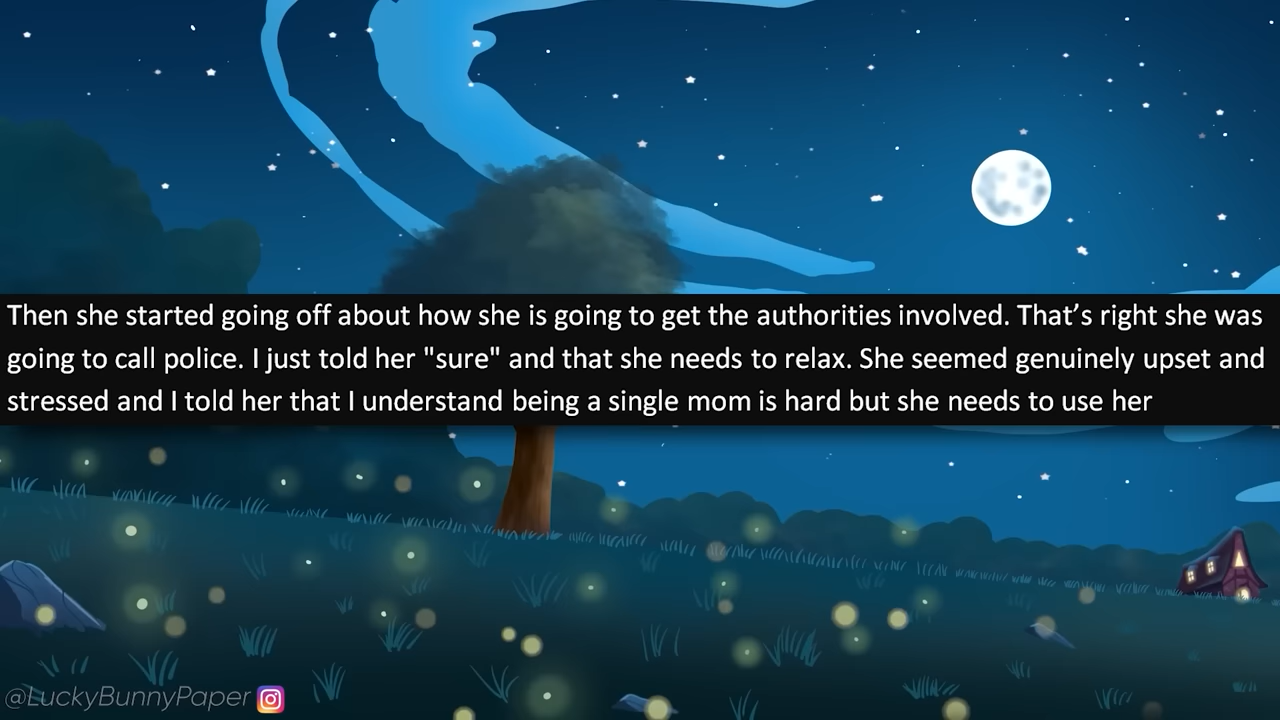 Then she started going off about how she is going to get the authorities involved. That’s right she was
going to call police. I just told her "sure" and that she needs to relax. She seemed genuinely upset and
stressed and I told her that I understand being a single mom is hard but she needs to use her
@LuckyBunnyPaper